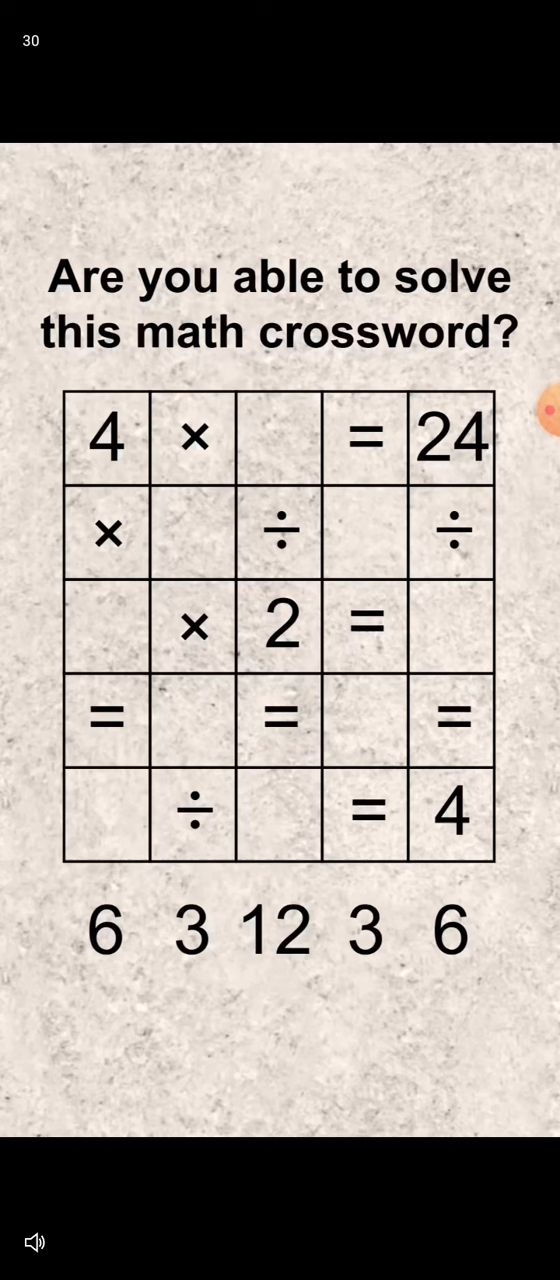 30
Are you able to solve
this math crossword?
4 × = 24
× ÷ ÷
× 2 =
= = =
÷ = 4
6 3 12 3 6